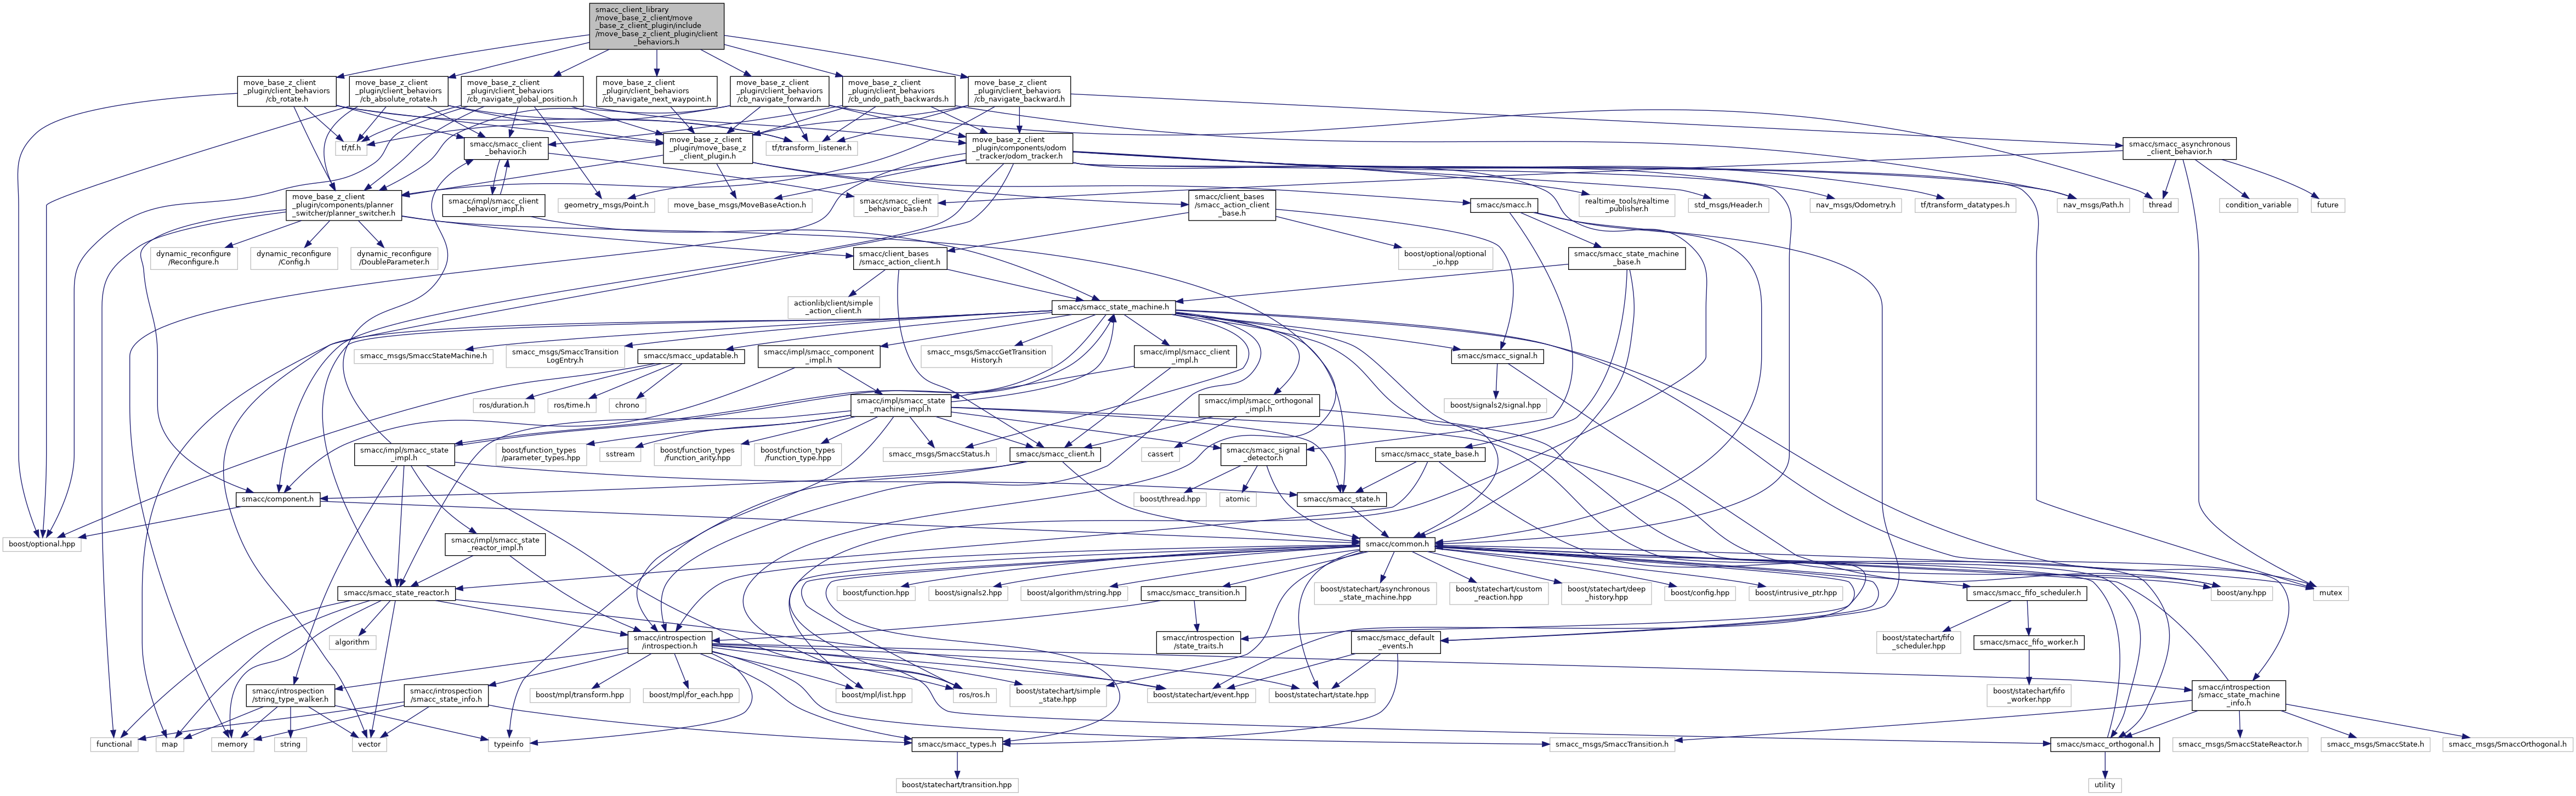 smacc_client_library
/move_base_z_client/move
_base_z_client_plugin/include
/move_base_z_client_plugin/client
_behaviors.h
move_base_z_client
_plugin/client_behaviors
/cb_rotate.h
move_base_z_client
_plugin/client_behaviors
/cb_absolute_rotate.h
move_base_z_client
_plugin/client_behaviors
/cb_navigate_global_position.h
move_base_z_client
_plugin/client_behaviors
/cb_navigate_next_waypoint.h
move_base_z_client
_plugin/client_behaviors
/cb_navigate_forward.h
move_base_z_client
_plugin/client_behaviors
/cb_undo_path_backwards.h
move_base_z_client
_plugin/client_behaviors
/cb_navigate_backward.h
tf/tf.h
smacc/smacc_client
_behavior.h
move_base_z_client
_plugin/move_base_z
_client_plugin.h
tf/transform_listener.h
move_base_z_client
_plugin/components/odom
_tracker/odom_tracker.h
smacc/smacc_asynchronous
_client_behavior.h
move_base_z_client
_plugin/components/planner
_switcher/planner_switcher.h
smacc/impl/smacc_client
_behavior_impl.h
geometry_msgs/Point.h
move_base_msgs/MoveBaseAction.h
smacc/smacc_client
_behavior_base.h
smacc/client_bases
/smacc_action_client
_base.h
smacc/smacc.h
realtime_tools/realtime
_publisher.h
std_msgs/Header.h
nav_msgs/Odometry.h
tf/transform_datatypes.h
nav_msgs/Path.h
thread
condition_variable
future
dynamic_reconfigure
/Reconfigure.h
dynamic_reconfigure
/Config.h
dynamic_reconfigure
/DoubleParameter.h
smacc/client_bases
/smacc_action_client.h
boost/optional/optional
_io.hpp
smacc/smacc_state_machine
_base.h
actionlib/client/simple
_action_client.h
smacc/smacc_state_machine.h
smacc_msgs/SmaccStateMachine.h
smacc_msgs/SmaccTransition
LogEntry.h
smacc/smacc_updatable.h
smacc/impl/smacc_component
_impl.h
smacc_msgs/SmaccGetTransition
History.h
smacc/impl/smacc_client
_impl.h
smacc/smacc_signal.h
ros/duration.h
ros/time.h
chrono
smacc/impl/smacc_state
_machine_impl.h
smacc/impl/smacc_orthogonal
_impl.h
boost/signals2/signal.hpp
smacc/impl/smacc_state
_impl.h
boost/function_types
/parameter_types.hpp
sstream
boost/function_types
/function_arity.hpp
boost/function_types
/function_type.hpp
smacc_msgs/SmaccStatus.h
smacc/smacc_client.h
cassert
smacc/smacc_signal
_detector.h
smacc/smacc_state_base.h
smacc/component.h
boost/thread.hpp
atomic
smacc/smacc_state.h
boost/optional.hpp
smacc/impl/smacc_state
_reactor_impl.h
smacc/common.h
smacc/smacc_state_reactor.h
boost/function.hpp
boost/signals2.hpp
boost/algorithm/string.hpp
smacc/smacc_transition.h
boost/statechart/asynchronous
_state_machine.hpp
boost/statechart/custom
_reaction.hpp
boost/statechart/deep
_history.hpp
boost/config.hpp
boost/intrusive_ptr.hpp
smacc/smacc_fifo_scheduler.h
boost/any.hpp
mutex
algorithm
smacc/introspection
/introspection.h
smacc/introspection
/state_traits.h
smacc/smacc_default
_events.h
boost/statechart/fifo
_scheduler.hpp
smacc/smacc_fifo_worker.h
smacc/introspection
/string_type_walker.h
smacc/introspection
/smacc_state_info.h
boost/mpl/transform.hpp
boost/mpl/for_each.hpp
boost/mpl/list.hpp
ros/ros.h
boost/statechart/simple
_state.hpp
boost/statechart/event.hpp
boost/statechart/state.hpp
boost/statechart/fifo
_worker.hpp
smacc/introspection
/smacc_state_machine
_info.h
functional
map
memory
string
vector
typeinfo
smacc/smacc_types.h
smacc_msgs/SmaccTransition.h
smacc/smacc_orthogonal.h
smacc_msgs/SmaccStateReactor.h
smacc_msgs/SmaccState.h
smacc_msgs/SmaccOrthogonal.h
boost/statechart/transition.hpp
utility